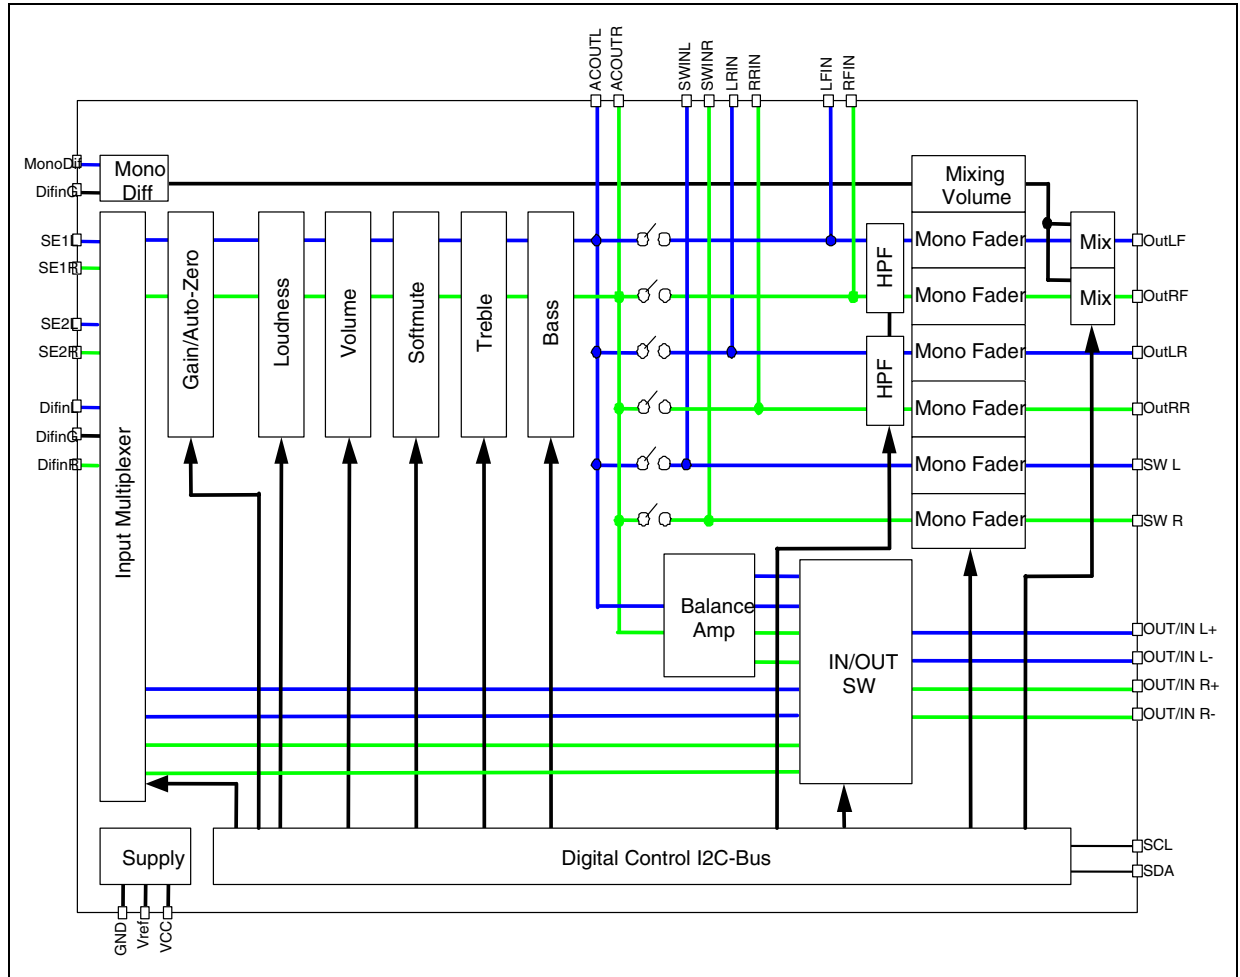 ACOUTL
ACOUTR
SWINL
SWINR
LRIN
RRIN
LFIN
RFIN
MonoDif
DifinG
Mono
Diff
Mixing
Volume
SE1L
SE1R
SE2L
SE2R
DifinL
DifinG
DifinR
Input Multiplexer
Gain/Auto-Zero
Loudness
Volume
Softmute
Treble
Bass
HPF
HPF
Mono Fader
Mono Fader
Mono Fader
Mono Fader
Mono Fader
Mono Fader
Mix
Mix
OutLF
OutRF
OutLR
OutRR
SW L
SW R
Balance
Amp
IN/OUT
SW
OUT/IN L+
OUT/IN L-
OUT/IN R+
OUT/IN R-
Supply
Digital Control I2C-Bus
SCL
SDA
GND
Vref
VCC